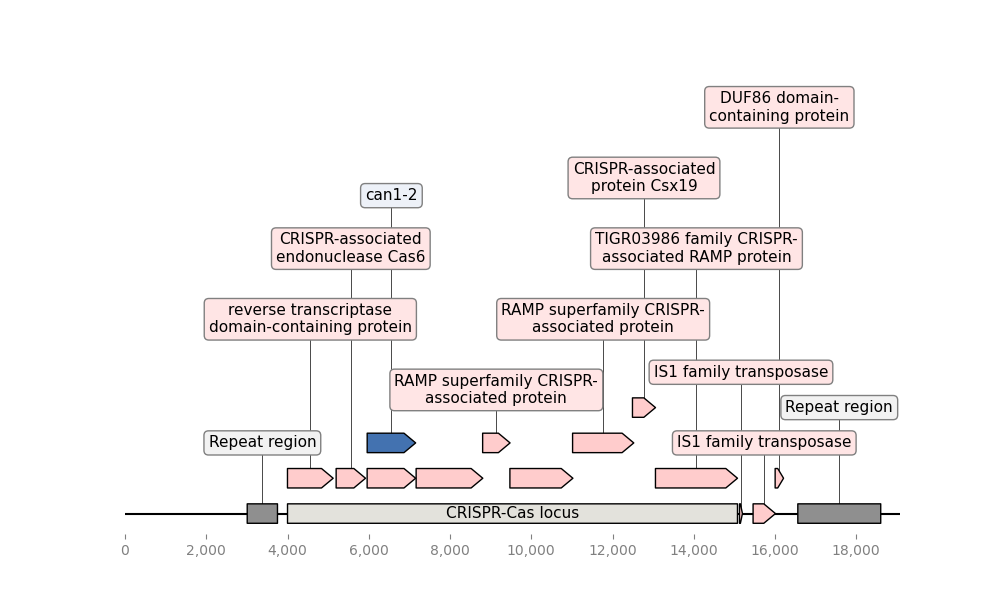 DUF86 domain-
containing protein
CRISPR-associated
protein Csx19
can1-2
CRISPR-associated
endonuclease Cas6
TIGR03986 family CRISPR-
associated RAMP protein
reverse transcriptase
domain-containing protein
RAMP superfamily CRISPR-
associated protein
IS1 family transposase
RAMP superfamily CRISPR-
associated protein
Repeat region
Repeat region
IS1 family transposase
CRISPR-Cas locus
0 2,000 4,000 6,000 8,000 10,000 12,000 14,000 16,000 18,000